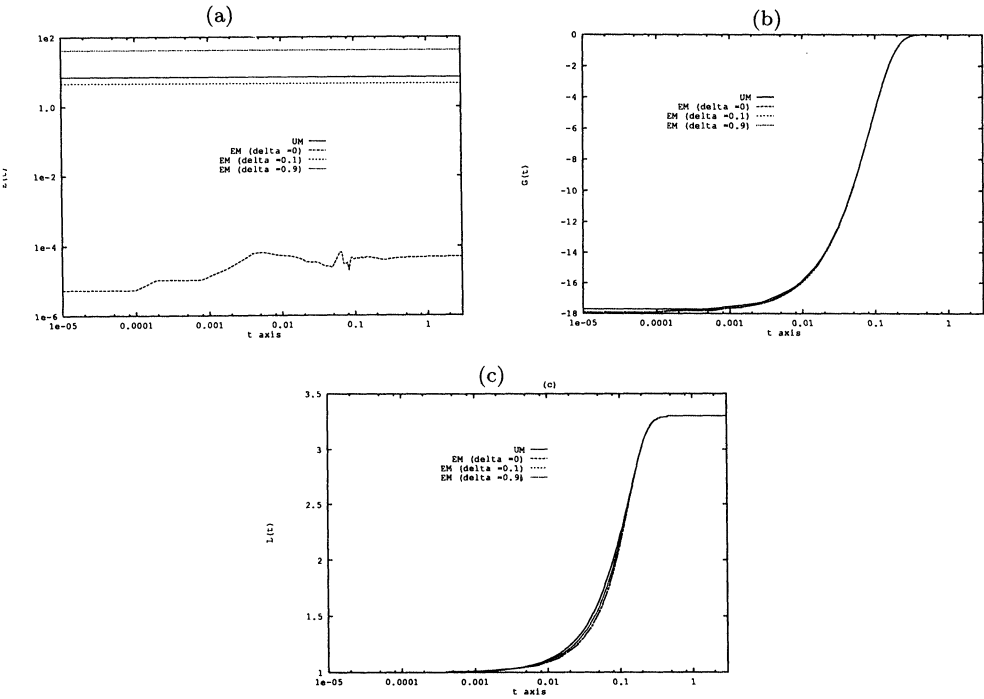 (a)
1e2
1.0
1e-2
1e-4
1e-6
UM
EM (delta =0)
EM (delta =0.1)
EM (delta =0.9)
1e-05
0.0001
0.001
0.01
0.1
1
t axis
(b)
0
-2
-4
-6
-8
-10
-12
-14
-16
-18
G(t)
UM
EM (delta =0)
EM (delta =0.1)
EM (delta =0.9)
1e-05
0.0001
0.001
0.01
0.1
1
t axis
(c)
(c)
3.5
3
2.5
2
1.5
1
L(t)
UM
EM (delta =0)
EM (delta =0.1)
EM (delta =0.9)
1e-05
0.0001
0.001
0.01
0.1
1
t axis